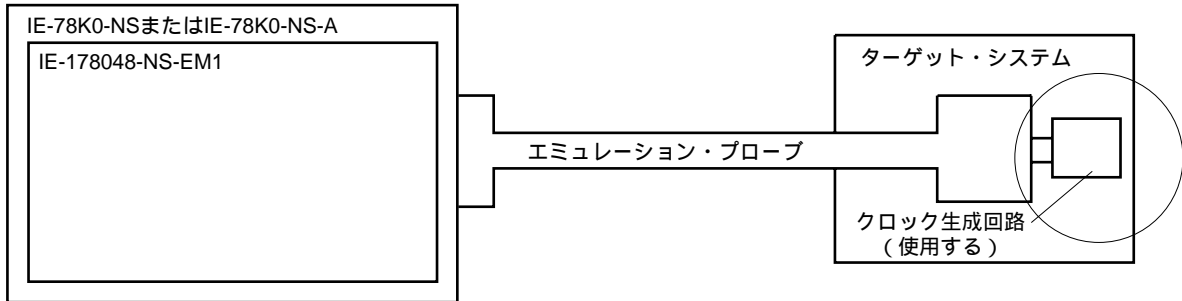 IE-78K0-NSまたはIE-78K0-NS-A
IE-178048-NS-EM1
ターゲット・システム
エミュレーション・プローブ
クロック生成回路
（使用する）